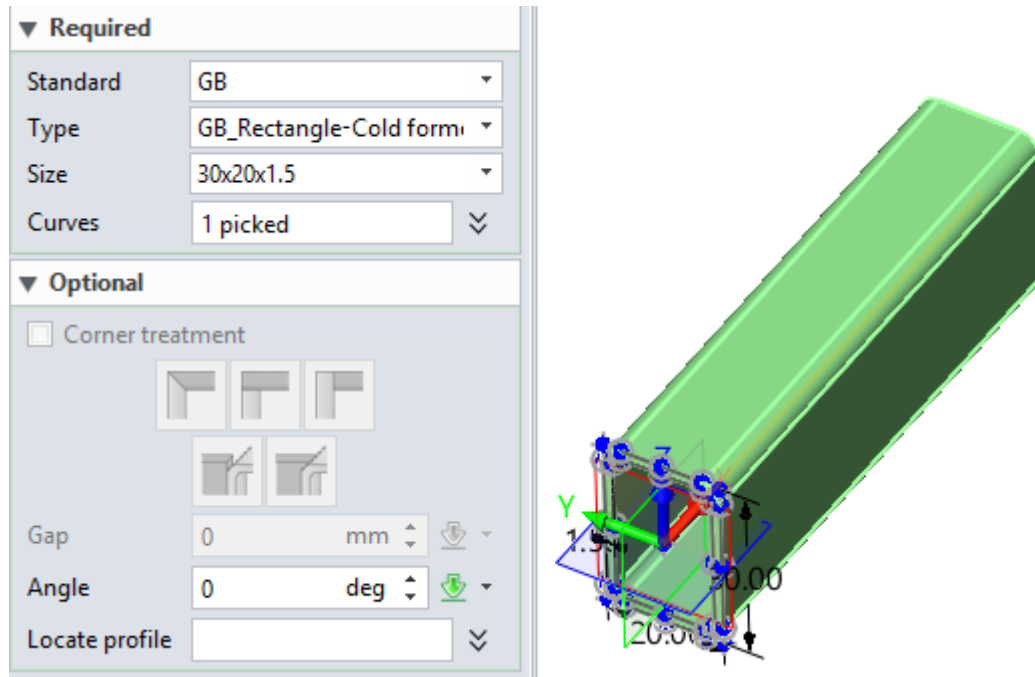 Required
Standard GB
Type GB_Rectangle-Cold form
Size 30x20x1.5
Curves 1 picked
Optional
Corner treatment
Gap 0 mm
Angle 0 deg
Locate profile
Z
Y